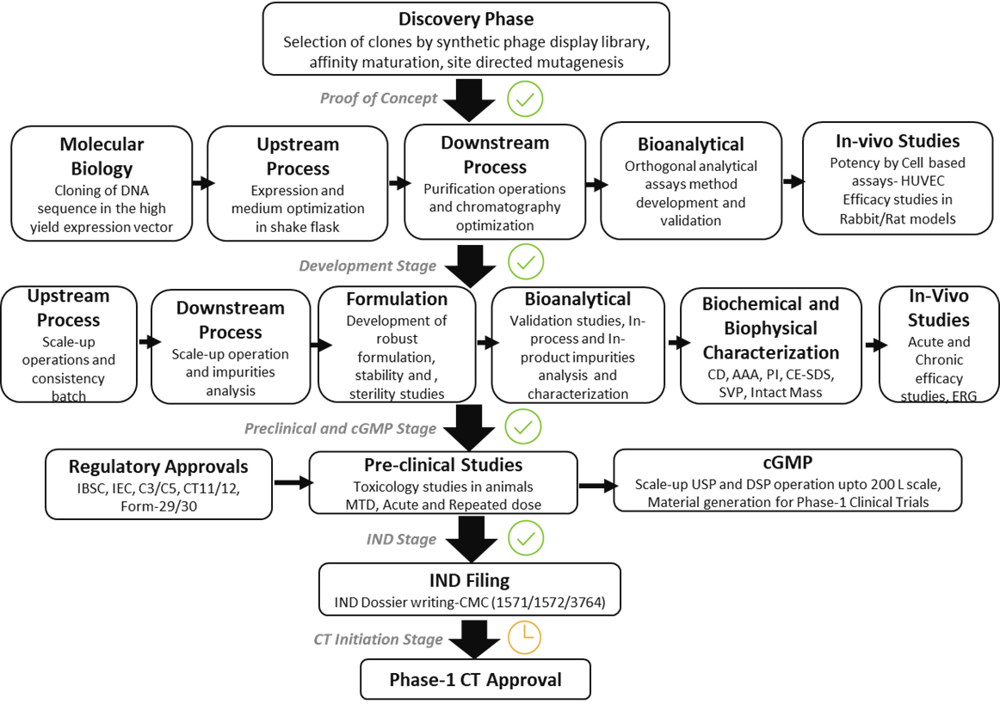 Discovery Phase
Selection of clones by synthetic phage display library,
affinity maturation, site directed mutagenesis
Proof of Concept
Molecular
Biology
Cloning of DNA
sequence in the high
yield expression vector
Upstream
Process
Expression and
medium optimization
in shake flask
Downstream
Process
Purification operations
and chromatography
optimization
Bioanalytical
Orthogonal analytical
assays method
development and
validation
In-vivo Studies
Potency by Cell based
assays- HUVEC
Efficacy studies in
Rabbit/Rat models
Development Stage
Upstream
Process
Scale-up
operations and
consistency
batch
Downstream
Process
Scale-up operation
and impurities
analysis
Formulation
Development of
robust
formulation,
stability and ,
sterility studies
Bioanalytical
Validation studies, In-
process and In-
product impurities
analysis and
characterization
Biochemical and
Biophysical
Characterization
CD, AAA, PI, CE-SDS,
SVP, Intact Mass
In-Vivo
Studies
Acute and
Chronic
efficacy
studies, ERG
Preclinical and cGMP Stage
Regulatory Approvals
IBSC, IEC, C3/C5, CT11/12,
Form-29/30
Pre-clinical Studies
Toxicology studies in animals
MTD, Acute and Repeated dose
cGMP
Scale-up USP and DSP operation upto 200 L scale,
Material generation for Phase-1 Clinical Trials
IND Stage
IND Filing
IND Dossier writing-CMC (1571/1572/3764)
CT Initiation Stage
Phase-1 CT Approval